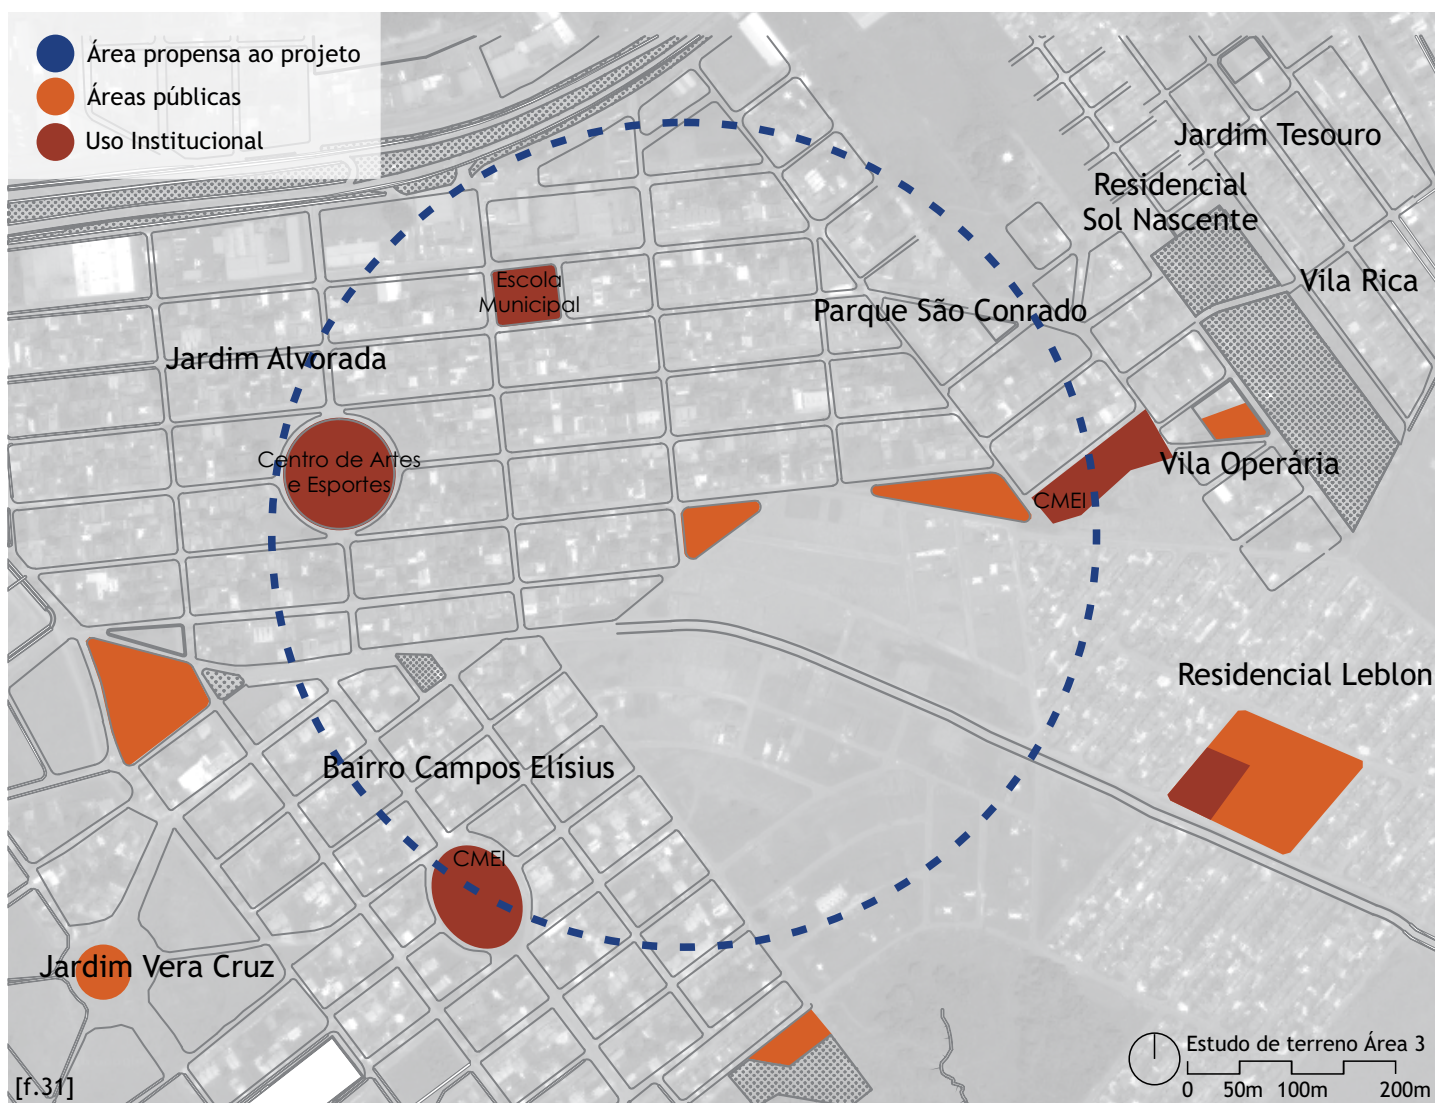 Área propensa ao projeto
Áreas públicas
Uso Institucional
Jardim Tesouro
Residencial
Sol Nascente
Vila Rica
Escola
Municipal
Parque São Conrado
Jardim Alvorada
Centro de Artes
e Esportes
Vila Operária
CMEI
Residencial Leblon
Bairro Campos Elísius
CMEI
Jardim Vera Cruz
Estudo de terreno Área 3
0 50m 100m 200m
[f.31]